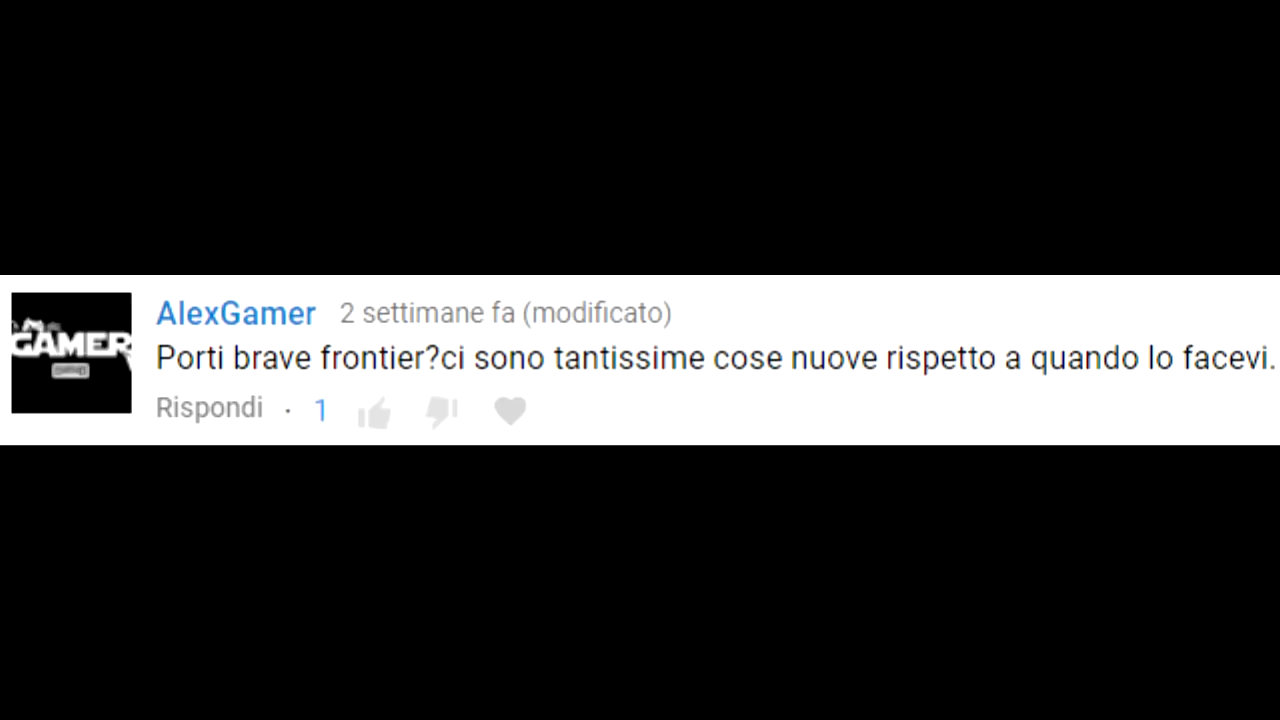 GAMER
AlexGamer 2 settimane fa (modificato)
Porti brave frontier?ci sono tantissime cose nuove rispetto a quando lo facevi.
Rispondi · 1